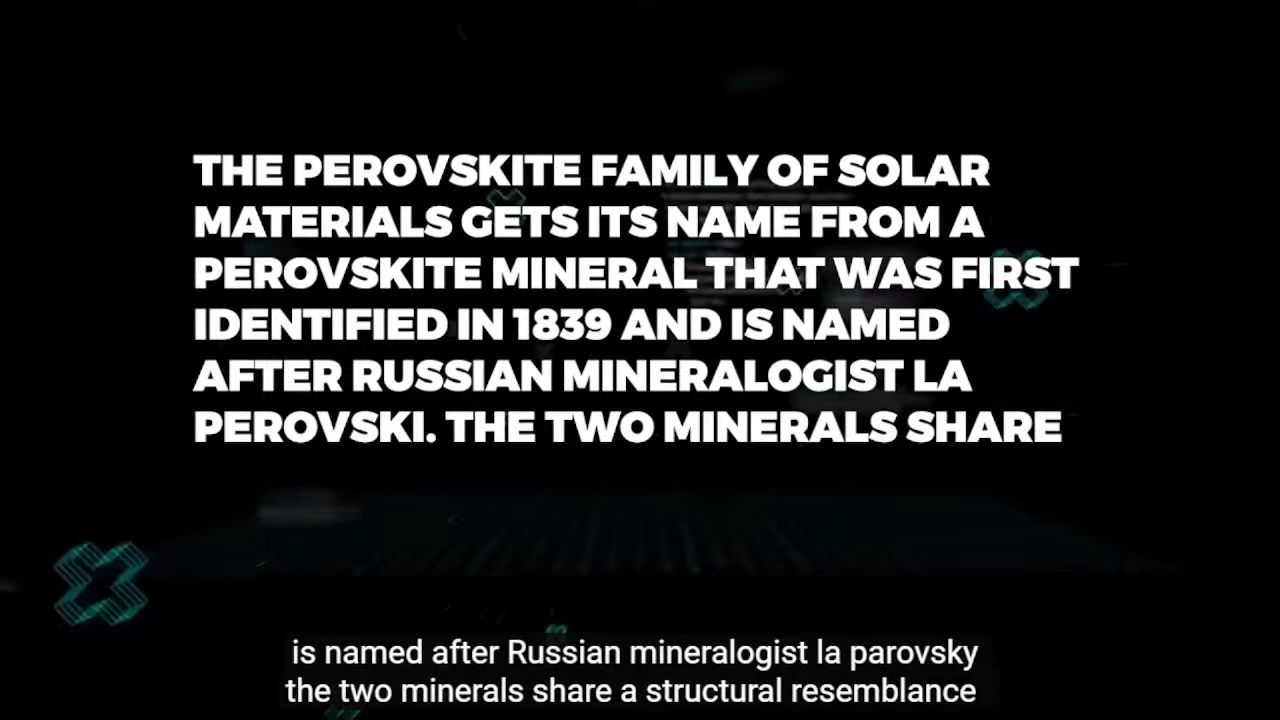 THE PEROVSKITE FAMILY OF SOLAR
MATERIALS GETS ITS NAME FROM A
PEROVSKITE MINERAL THAT WAS FIRST
IDENTIFIED IN 1839 AND IS NAMED
AFTER RUSSIAN MINERALOGIST LA
PEROVSKI. THE TWO MINERALS SHARE
is named after Russian mineralogist la parovsky
the two minerals share a structural resemblance